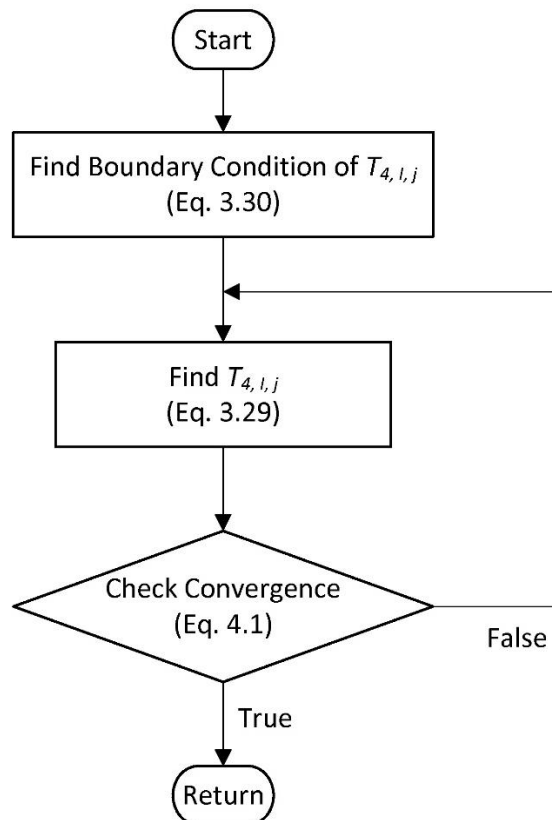 Start
Find Boundary Condition of T4, l, j
(Eq. 3.30)
Find T4, l, j
(Eq. 3.29)
Check Convergence
(Eq. 4.1)
False
True
Return